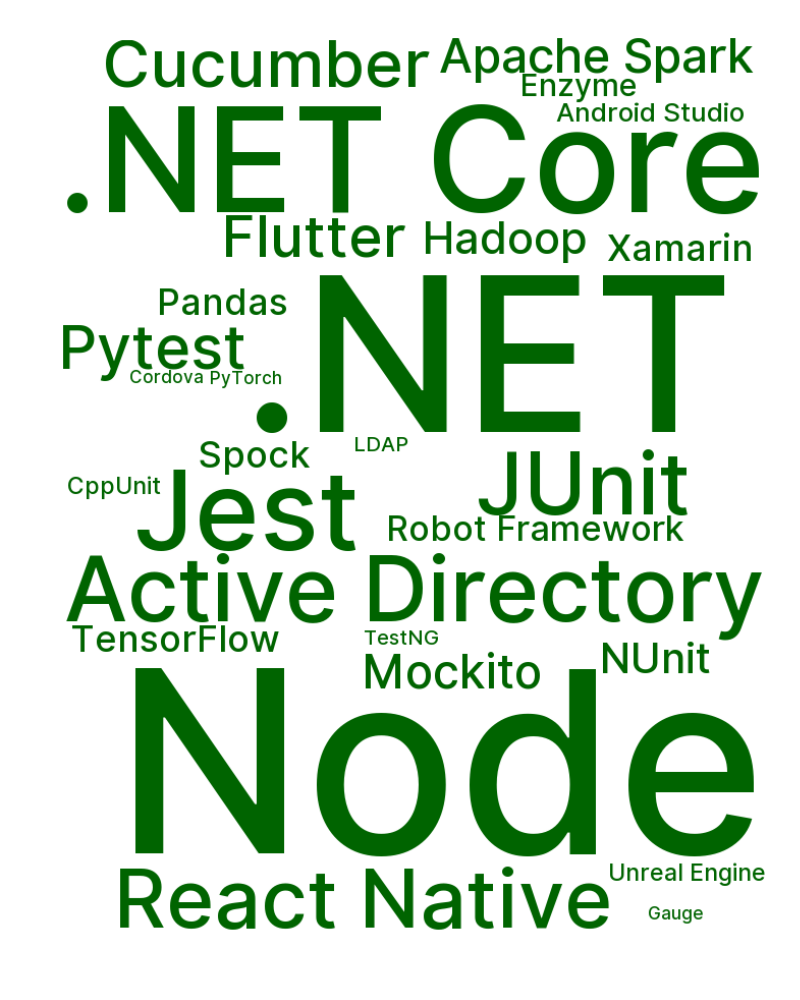 Cucumber
Apache Spark
Enzyme
Android Studio
.NET Core
Flutter
Hadoop
Xamarin
Pandas
.NET
Pytest
Cordova
PyTorch
LDAP
Spock
JUnit
CppUnit
Jest
Robot Framework
Active Directory
TensorFlow
TestNG
NUnit
Mockito
Node
React Native
Unreal Engine
Gauge